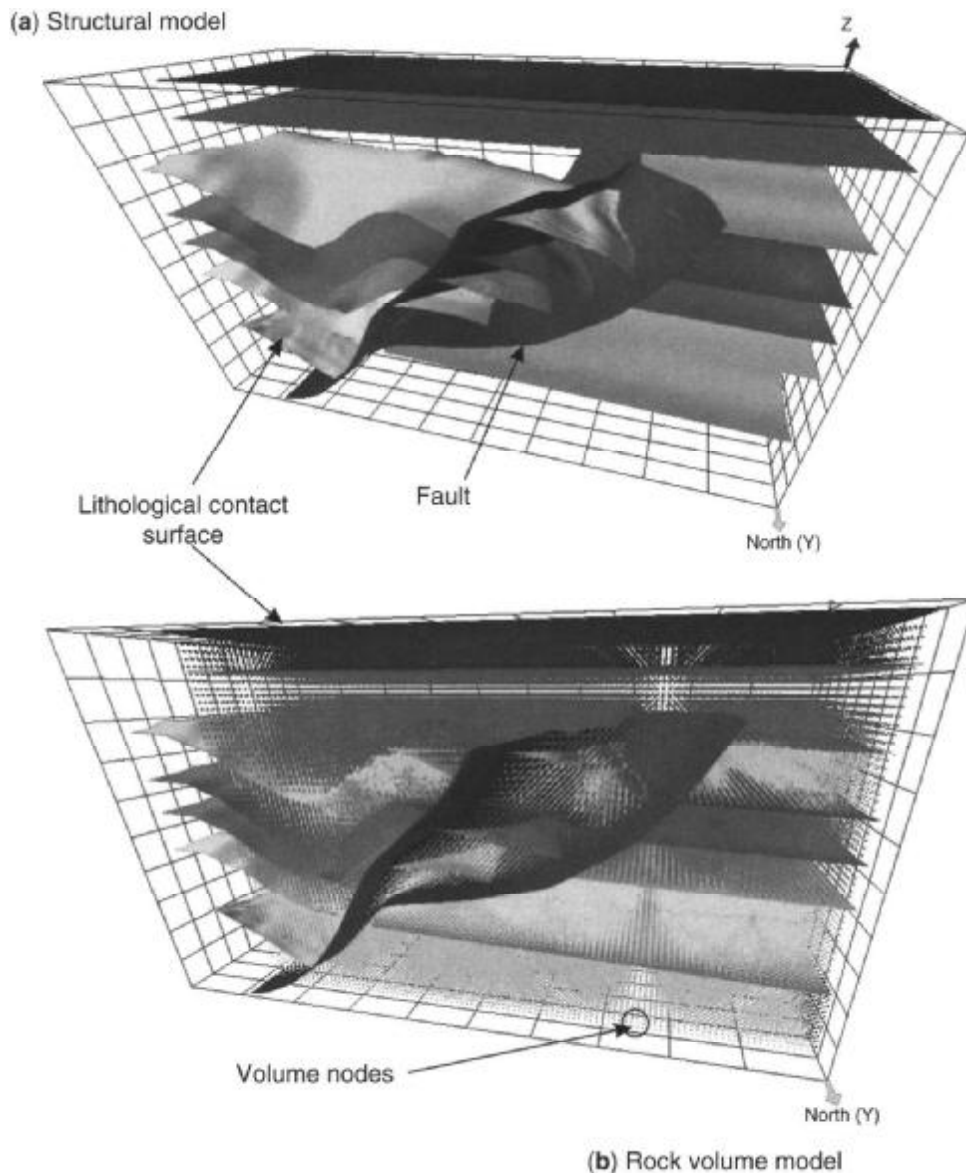 (a) Structural model
Z
Fault
Lithological contact
surface
North (Y)
Volume nodes
North (Y)
(b) Rock volume model